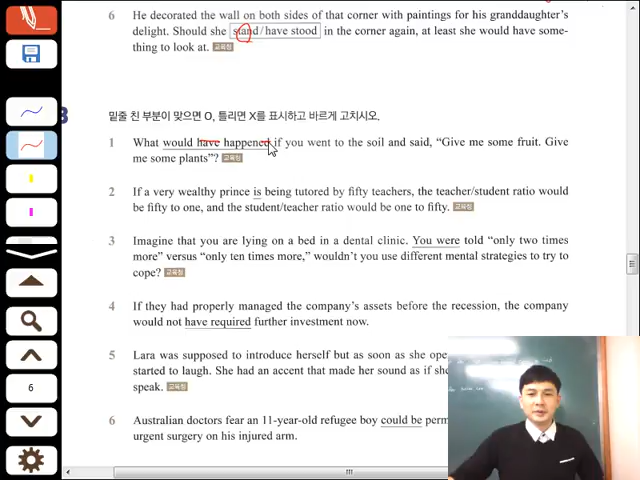 6 He decorated the wall on both sides of that corner with paintings for his granddaughter's
delight. Should she stand / have stood in the corner again, at least she would have some-
thing to look at. 교육청
밑줄 친 부분이 맞으면 O, 틀리면 X를 표시하고 바르게 고치시오.
1 What would have happened if you went to the soil and said, “Give me some fruit. Give
me some plants”? 교육청
2 If a very wealthy prince is being tutored by fifty teachers, the teacher/student ratio would
be fifty to one, and the student/teacher ratio would be one to fifty. 교육청
3 Imagine that you are lying on a bed in a dental clinic. You were told “only two times
more” versus “only ten times more,” wouldn't you use different mental strategies to try to
cope? 교육청
4 If they had properly managed the company's assets before the recession, the company
would not have required further investment now.
5 Lara was supposed to introduce herself but as soon as she
started to laugh. She had an accent that made her sound as if
speak. 교육청
6 Australian doctors fear an 11-year-old refugee boy could be
urgent surgery on his injured arm.
6